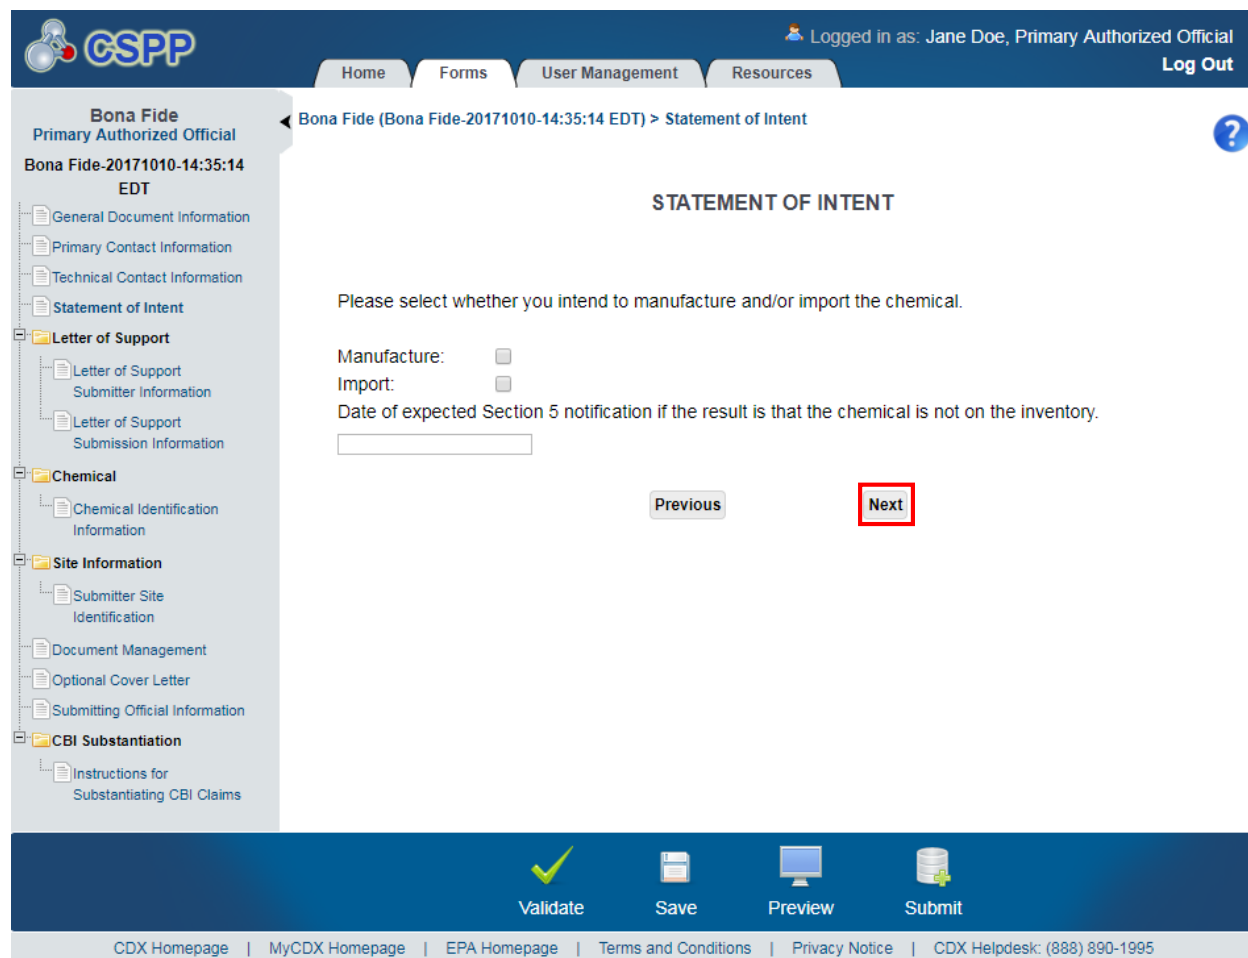 CSPP
Logged in as: Jane Doe, Primary Authorized Official
Log Out
Home
Forms
User Management
Resources
Bona Fide
Primary Authorized Official
Bona Fide-20171010-14:35:14
EDT
General Document Information
Primary Contact Information
Technical Contact Information
Statement of Intent
Letter of Support
Letter of Support
Submitter Information
Letter of Support
Submission Information
Chemical
Chemical Identification
Information
Site Information
Submitter Site
Identification
Document Management
Optional Cover Letter
Submitting Official Information
CBI Substantiation
Instructions for
Substantiating CBI Claims
Bona Fide (Bona Fide-20171010-14:35:14 EDT) > Statement of Intent
?
STATEMENT OF INTENT
Please select whether you intend to manufacture and/or import the chemical.
Manufacture:
Import:
Date of expected Section 5 notification if the result is that the chemical is not on the inventory.
Previous
Next
Validate
Save
Preview
Submit
CDX Homepage | MyCDX Homepage | EPA Homepage | Terms and Conditions | Privacy Notice | CDX Helpdesk: (888) 890-1995